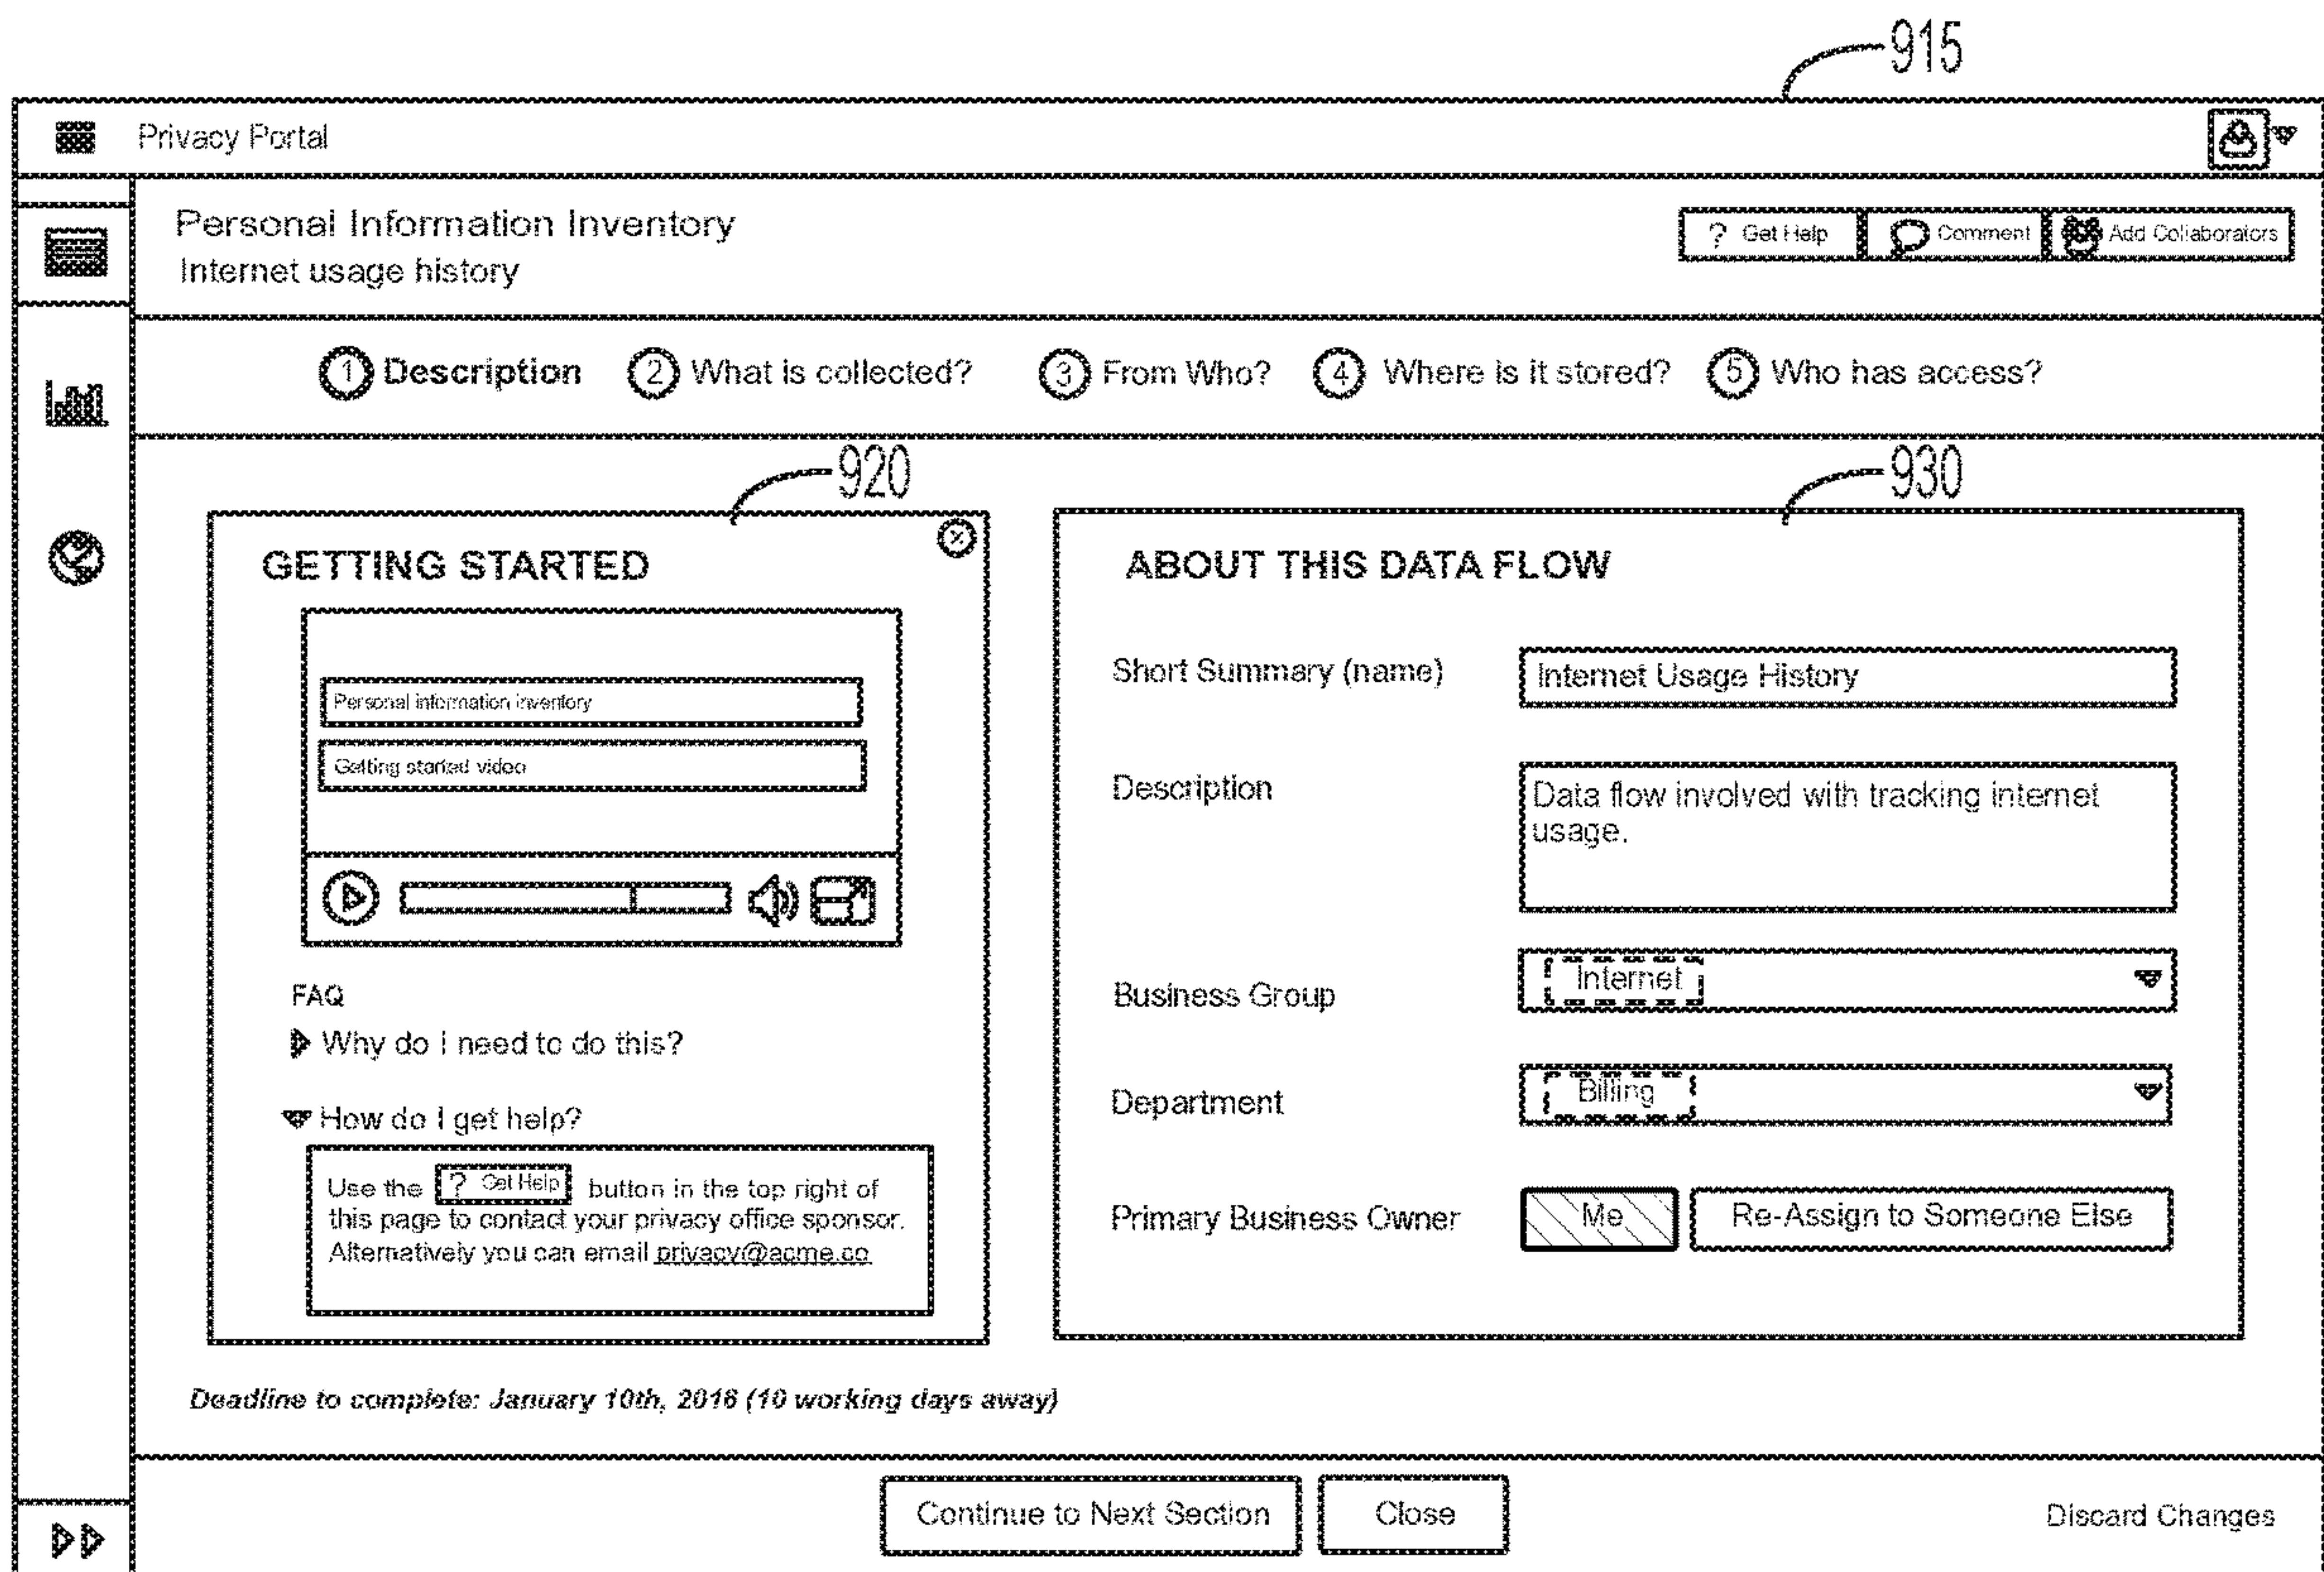 915
Privacy Portal
Personal Information Inventory
Internet usage history
? Get Help
Comment
Add Collaborators
1 Description
2 What is collected?
3 From Who?
4 Where is it stored?
5 Who has access?
920
930
GETTING STARTED
Personal information inventory
Getting started video
FAQ
Why do I need to do this?
How do I get help?
Use the ? Get Help button in the top right of
this page to contact your privacy office sponsor.
Alternatively you can email privacy@acme.co
ABOUT THIS DATA FLOW
Short Summary (name)
Internet Usage History
Description
Data flow involved with tracking internet
usage.
Business Group
Internet
Department
Billing
Primary Business Owner
Me
Re-Assign to Someone Else
Deadline to complete: January 10th, 2016 (10 working days away)
Continue to Next Section
Close
Discard Changes